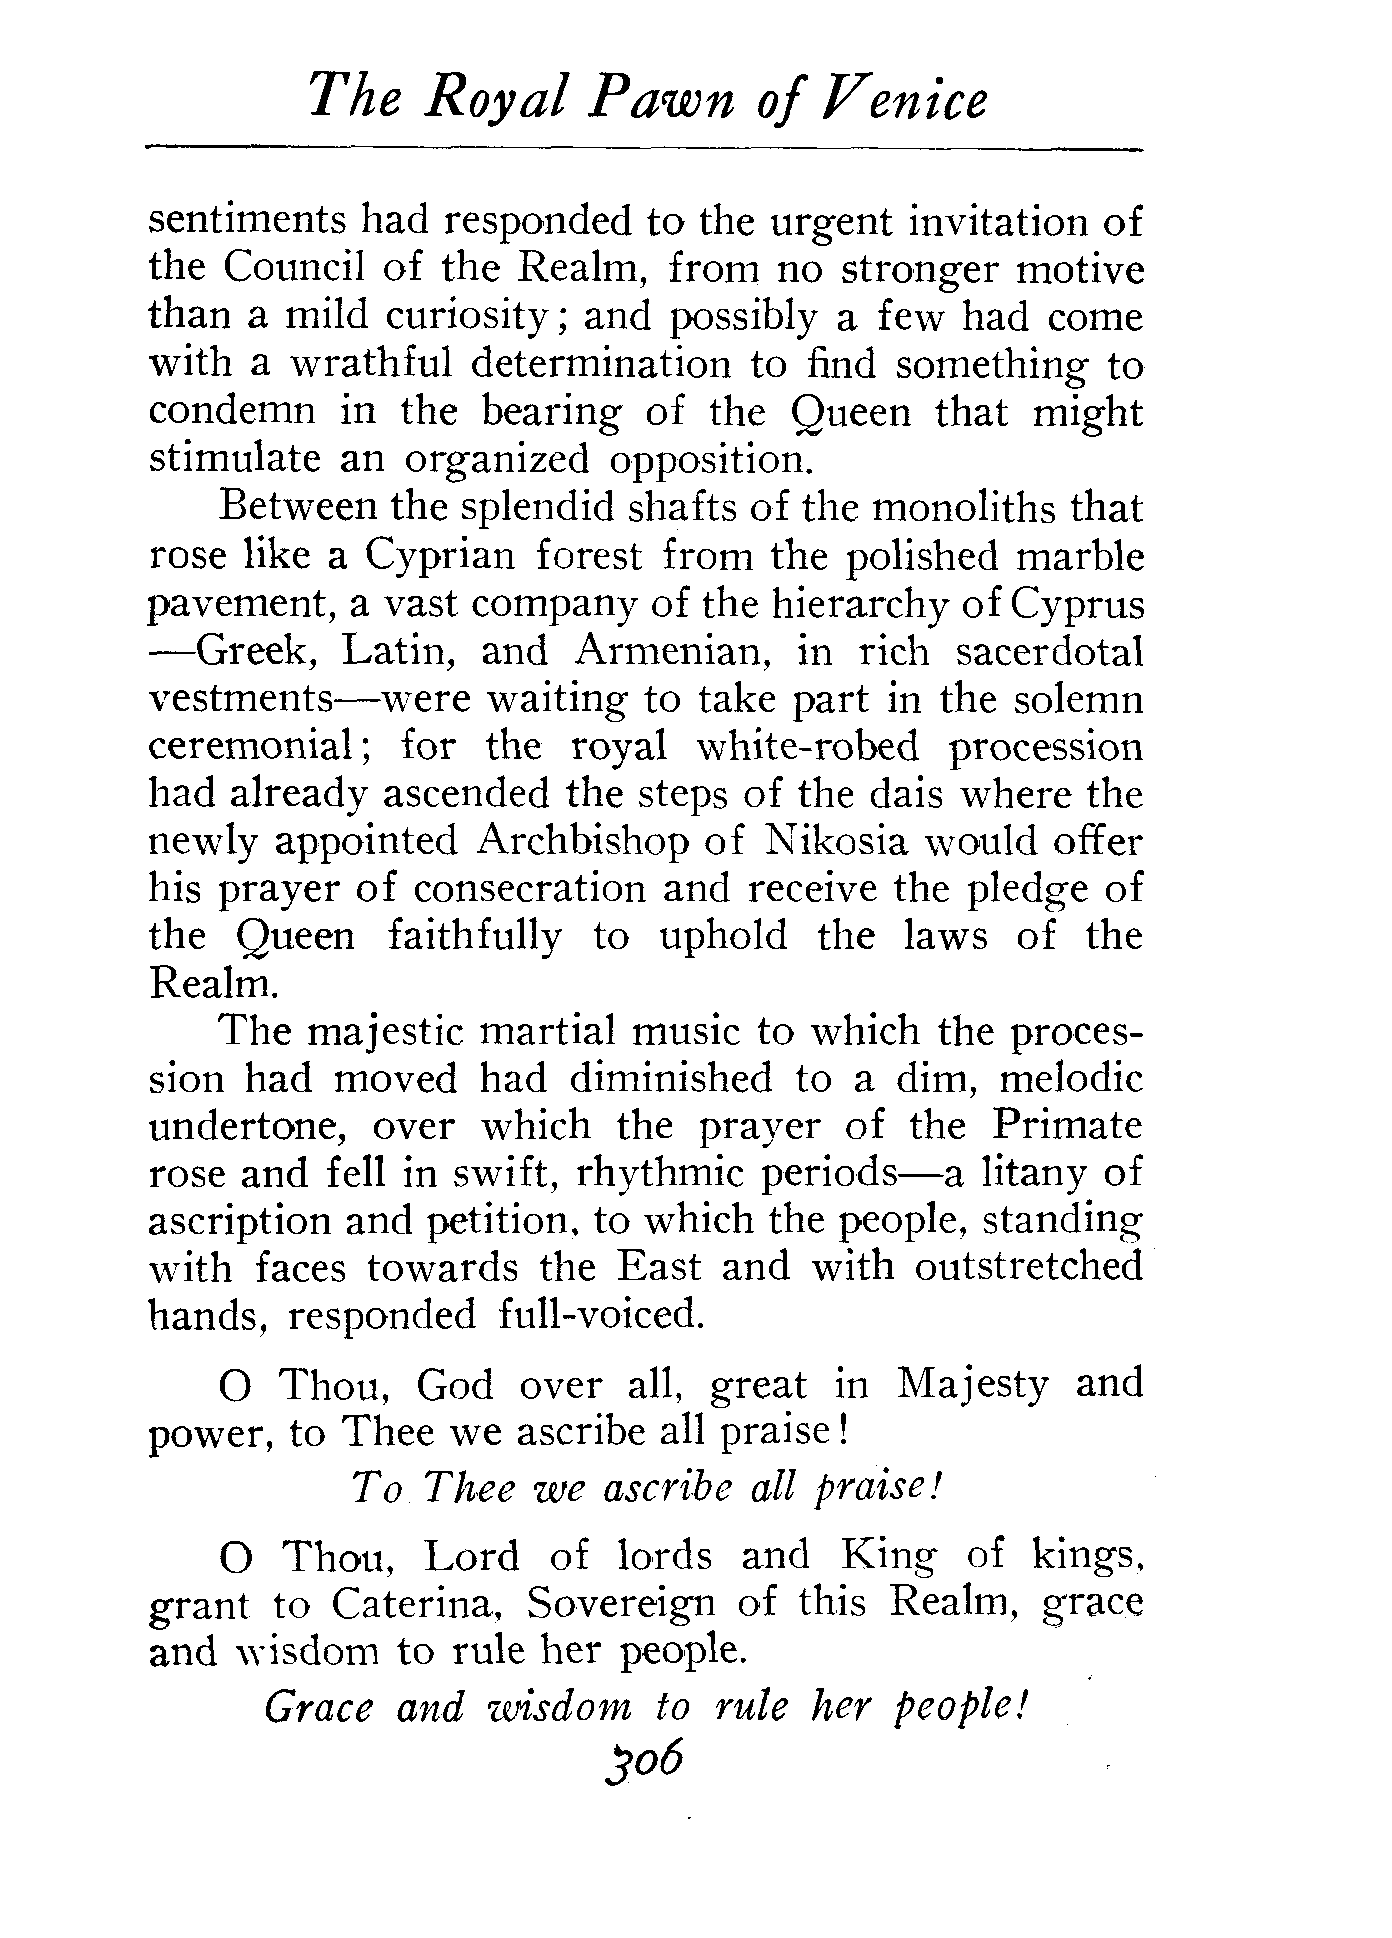 The Royal Pawn of Venice
sentiments had responded to the urgent invitation of
the Council of the Realm, from no stronger motive
than a mild curiosity; and possibly a few had come
with a wrathful determination to find something to
condemn in the bearing of the Queen that might
stimulate an organized opposition.
Between the splendid shafts of the monoliths that
rose like a Cyprian forest from the polished marble
pavement, a vast company of the hierarchy of Cyprus
—Greek, Latin, and Armenian, in rich sacerdotal
vestments—were waiting to take part in the solemn
ceremonial; for the royal white-robed procession
had already ascended the steps of the dais where the
newly appointed Archbishop of Nikosia would offer
his prayer of consecration and receive the pledge of
the Queen faithfully to uphold the laws of the
Realm.
The majestic martial music to which the proces-
sion had moved had diminished to a dim, melodic
undertone, over which the prayer of the Primate
rose and fell in swift, rhythmic periods—a litany of
ascription and petition, to which the people, standing
with faces towards the East and with outstretched
hands, responded full-voiced.
O Thou, God over all, great in Majesty and
power, to Thee we ascribe all praise!
To Thee we ascribe all praise!
O Thou, Lord of lords and King of kings,
grant to Caterina, Sovereign of this Realm, grace
and wisdom to rule her people.
Grace and wisdom to rule her people!
306